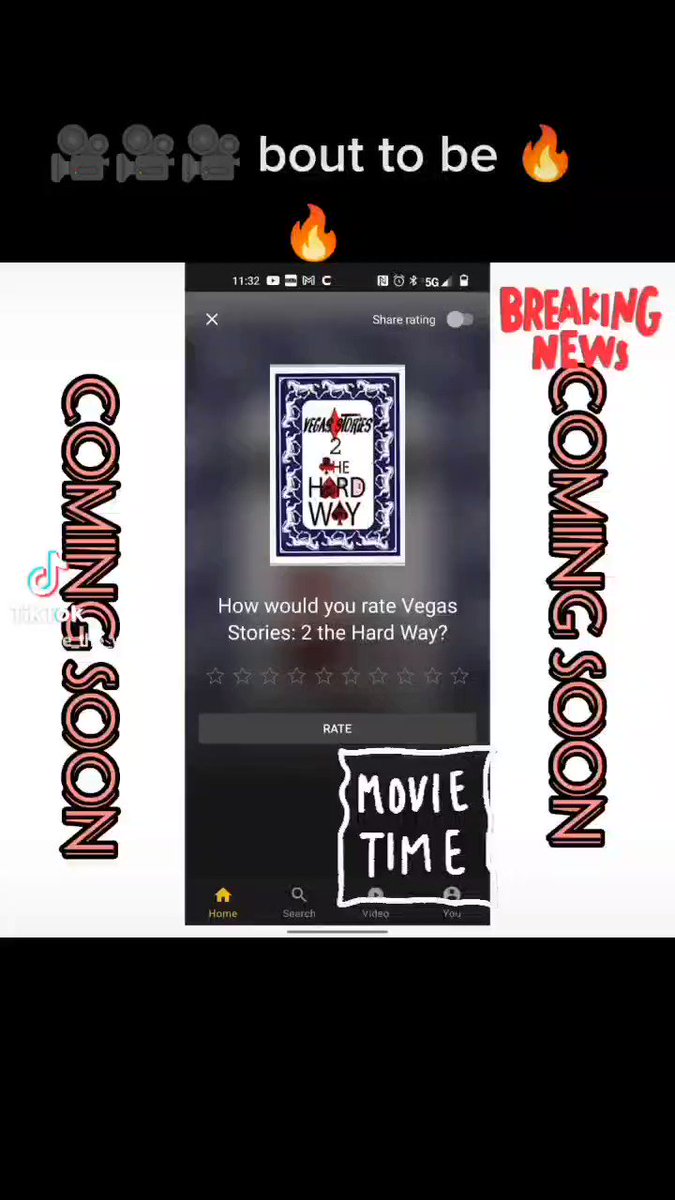 🎥🎥🎥 bout to be 🔥
🔥
11:32
5G
Share rating
BREAKING
NEWS
VEGAS STORIES
2
THE
HARD
WAY
COMING SOON
COMING SOON
TikTok
How would you rate Vegas
Stories: 2 the Hard Way?
RATE
MOVIE
TIME
Home
Search
Video
You